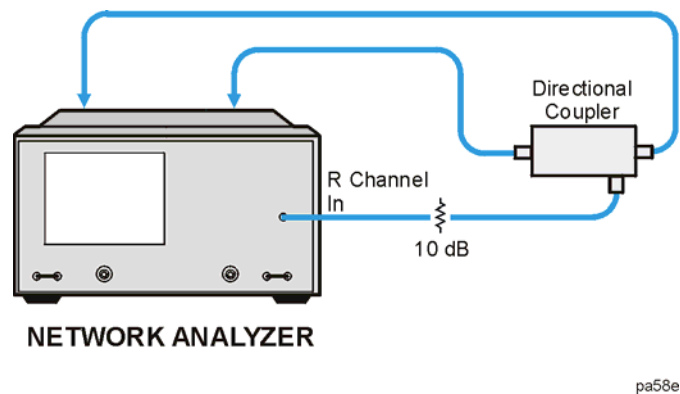 Directional
Coupler
R Channel
In
10 dB
NETWORK ANALYZER
pa58e